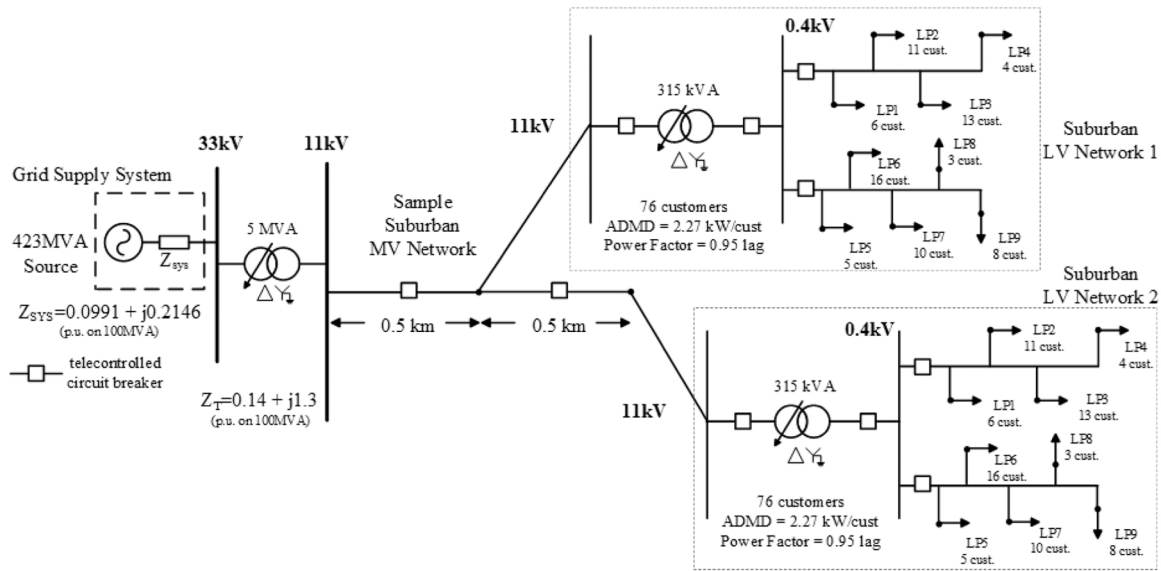 Grid Supply System
423MVA
Source
Zsys
ZSYS=0.0991 + j0.2146
(p.u. on 100MVA)
telecontrolled
circuit breaker
33kV
5 MVA
ΔY
ZT=0.14 + j1.3
(p.u. on 100MVA)
11kV
Sample
Suburban
MV Network
0.5 km
0.5 km
11kV
315 kVA
ΔY
76 customers
ADMD = 2.27 kW/cust
Power Factor = 0.95 lag
0.4kV
LP2
11 cust.
LP4
4 cust.
LP1
6 cust.
LP3
13 cust.
LP8
3 cust.
LP6
16 cust.
LP5
5 cust.
LP7
10 cust.
LP9
8 cust.
Suburban
LV Network 1
Suburban
LV Network 2
11kV
315 kVA
ΔY
76 customers
ADMD = 2.27 kW/cust
Power Factor = 0.95 lag
0.4kV
LP2
11 cust.
LP4
4 cust.
LP1
6 cust.
LP3
13 cust.
LP8
3 cust.
LP6
16 cust.
LP5
5 cust.
LP7
10 cust.
LP9
8 cust.